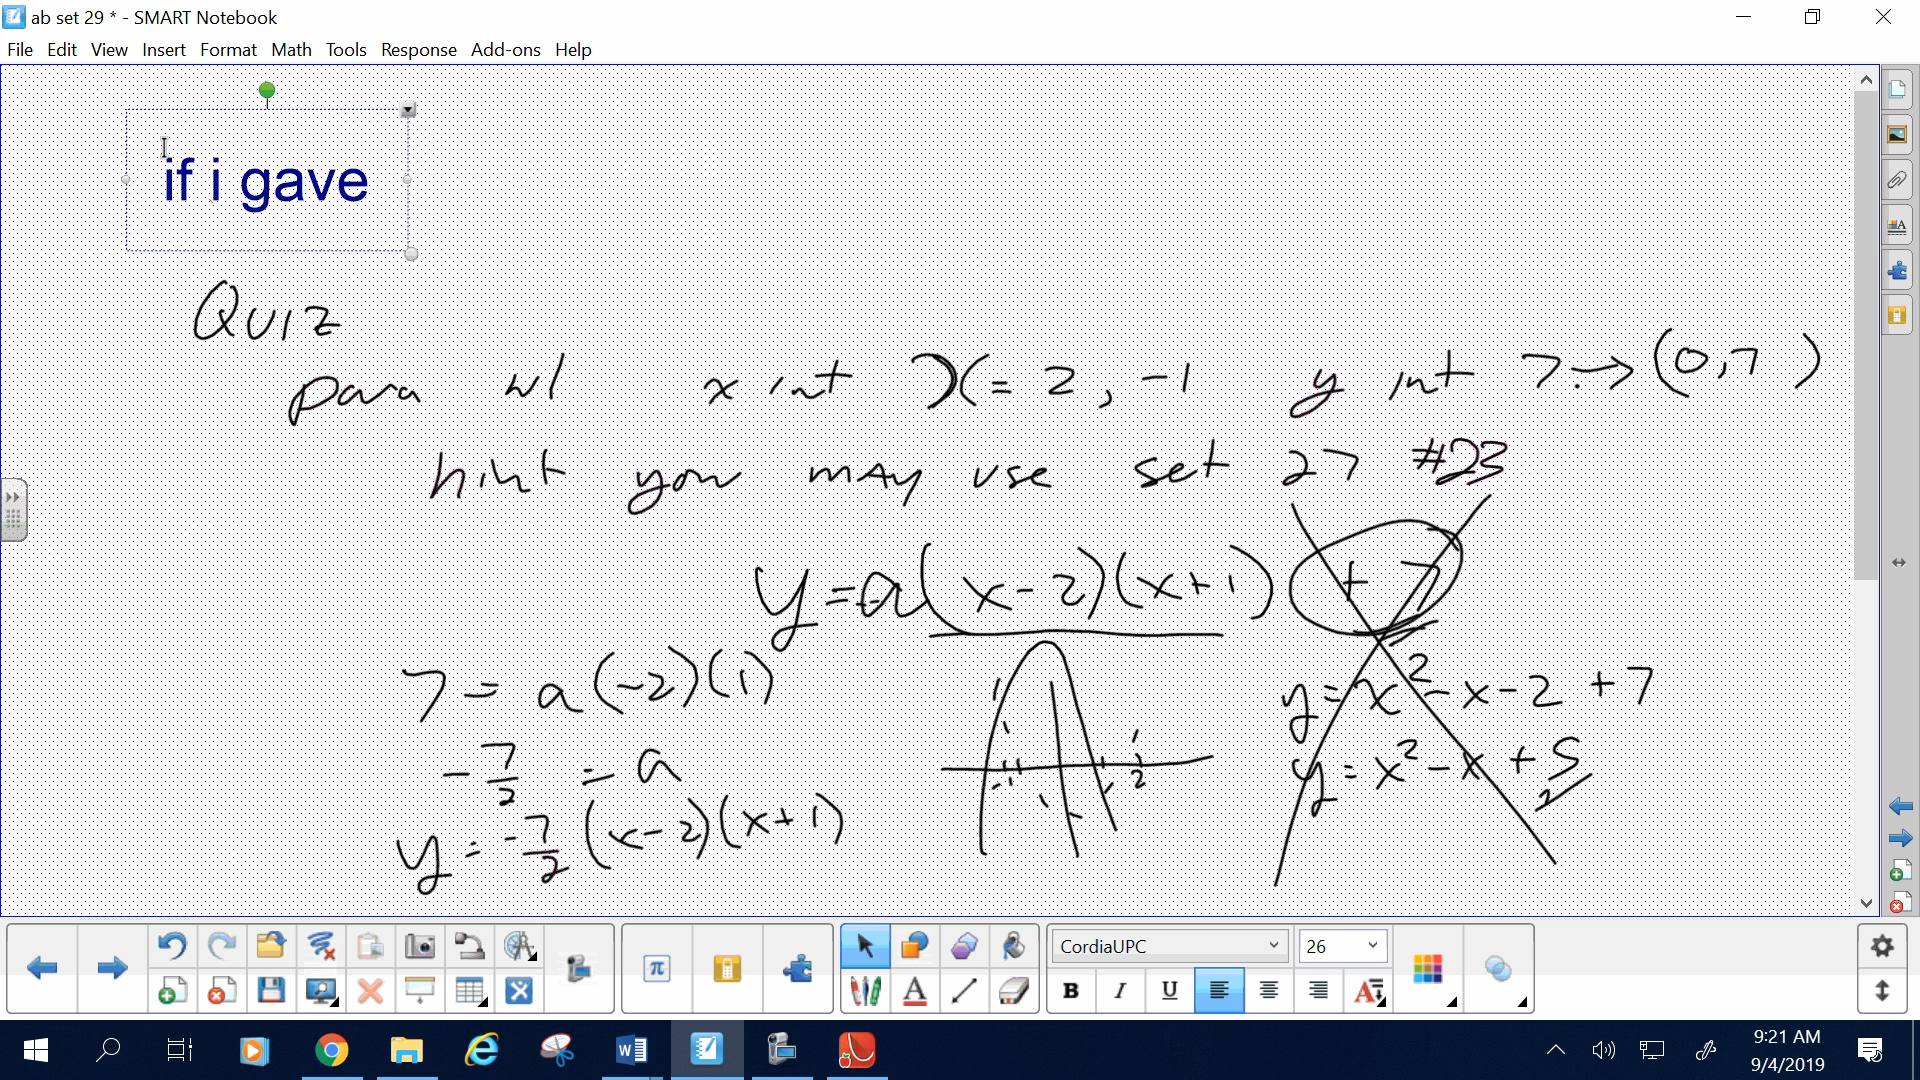 ab set 29 * - SMART Notebook
File Edit View Insert Format Math Tools Response Add-ons Help
if i gave
Quiz
para w/ x int x = 2, -1 y int 7 → (0,7)
hint you may use set 27 #23
y = a(x-2)(x+1) + 7
7 = a(-2)(1)
y = x² - x - 2 + 7
-7/2 = a
y = x² - x + 5
-1 2
y = -7/2 (x-2)(x+1)
CordiaUPC 26
B I U
9:21 AM
9/4/2019